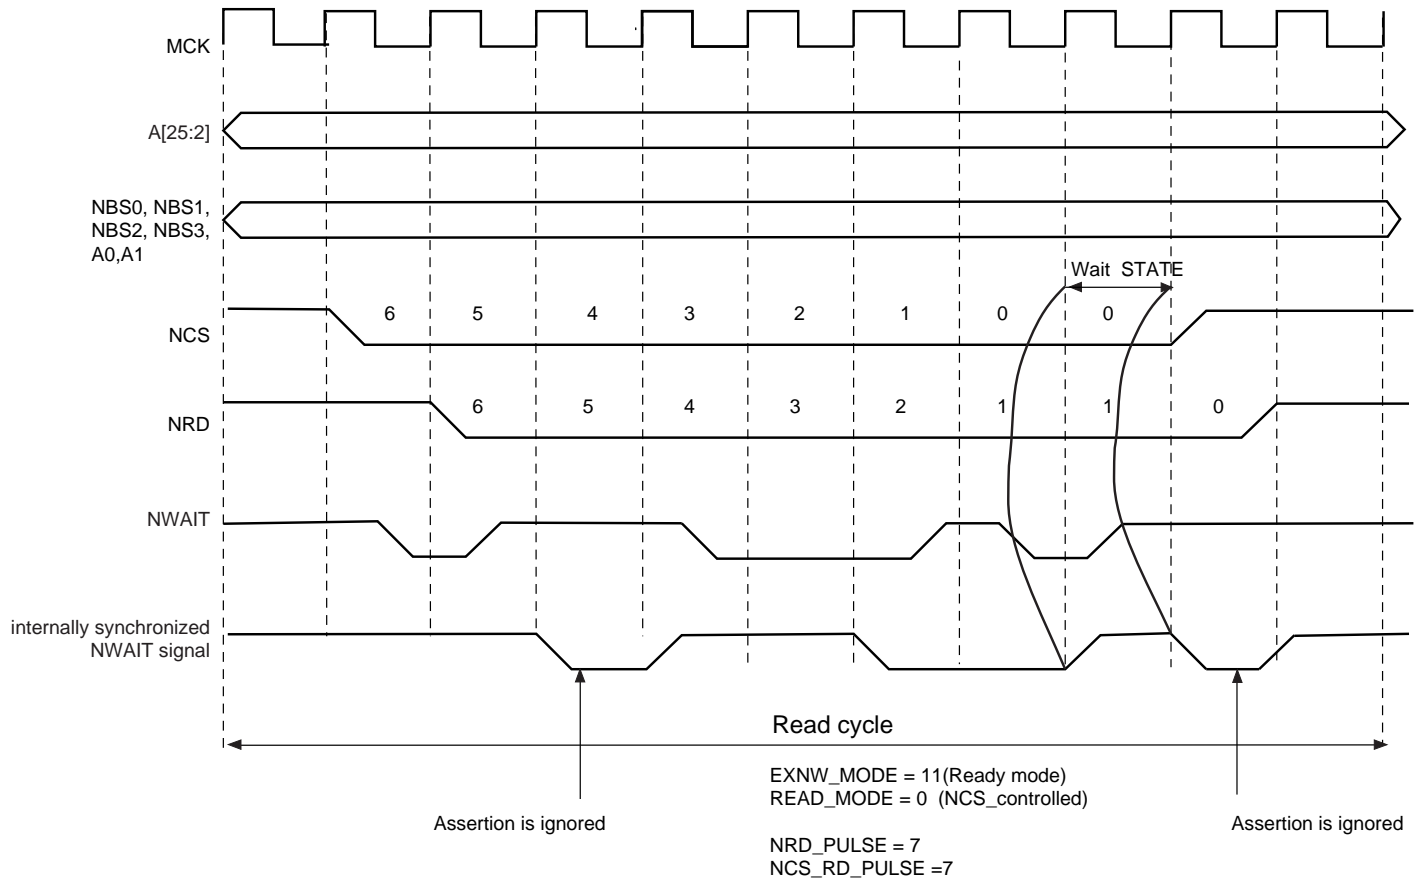 MCK
A[25:2]
NBS0, NBS1,
NBS2, NBS3,
A0,A1
Wait STATE
NCS
6 5 4 3 2 1 0 0
NRD
6 5 4 3 2 1 1 0
NWAIT
internally synchronized
NWAIT signal
Read cycle
EXNW_MODE = 11(Ready mode)
READ_MODE = 0 (NCS_controlled)
Assertion is ignored
Assertion is ignored
NRD_PULSE = 7
NCS_RD_PULSE =7